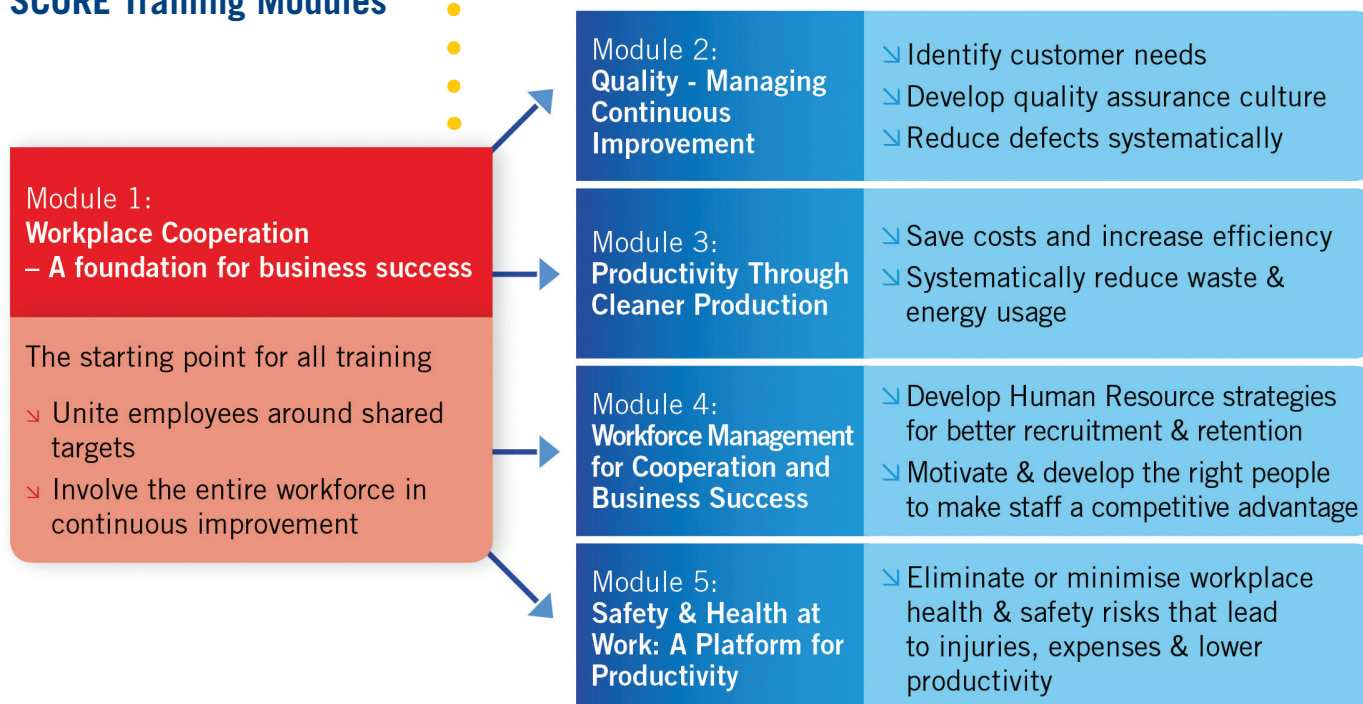 SCORE Training Modules
Module 1:
Workplace Cooperation
– A foundation for business success
The starting point for all training
Unite employees around shared
targets
Involve the entire workforce in
continuous improvement
Module 2:
Quality - Managing
Continuous
Improvement
Identify customer needs
Develop quality assurance culture
Reduce defects systematically
Module 3:
Productivity Through
Cleaner Production
Save costs and increase efficiency
Systematically reduce waste &
energy usage
Module 4:
Workforce Management
for Cooperation and
Business Success
Develop Human Resource strategies
for better recruitment & retention
Motivate & develop the right people
to make staff a competitive advantage
Module 5:
Safety & Health at
Work: A Platform for
Productivity
Eliminate or minimise workplace
health & safety risks that lead
to injuries, expenses & lower
productivity